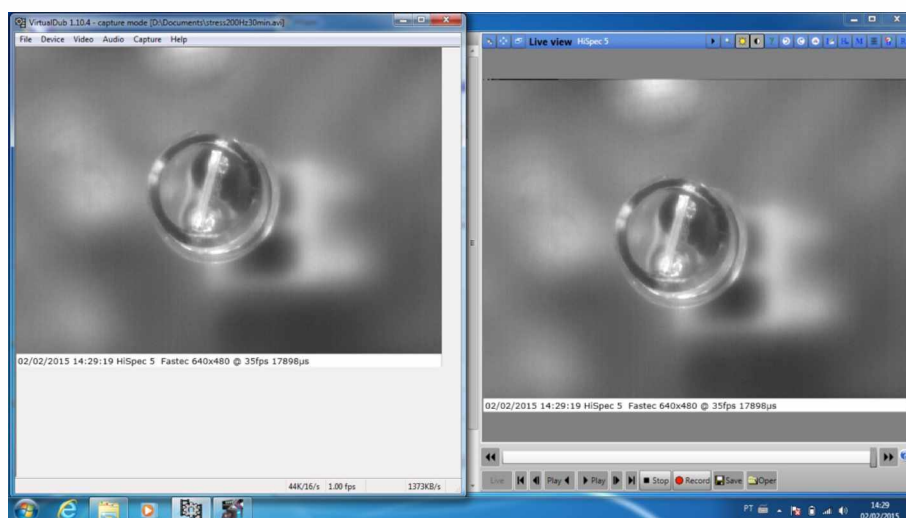 VirtualDub 1.10.4 - capture mode [D:\Documents\stress200Hz30min.avi]
File Device Video Audio Capture Help
02/02/2015 14:29:19 HiSpec 5 Fastec 640x480 @ 35fps 17898µs
44K/16/s 1.00 fps 1373KB/s
Live view HiSpec 5
02/02/2015 14:29:19 HiSpec 5 Fastec 640x480 @ 35fps 17898µs
Live Play Play Stop Record Save Open
PT 14:29
02/02/2015